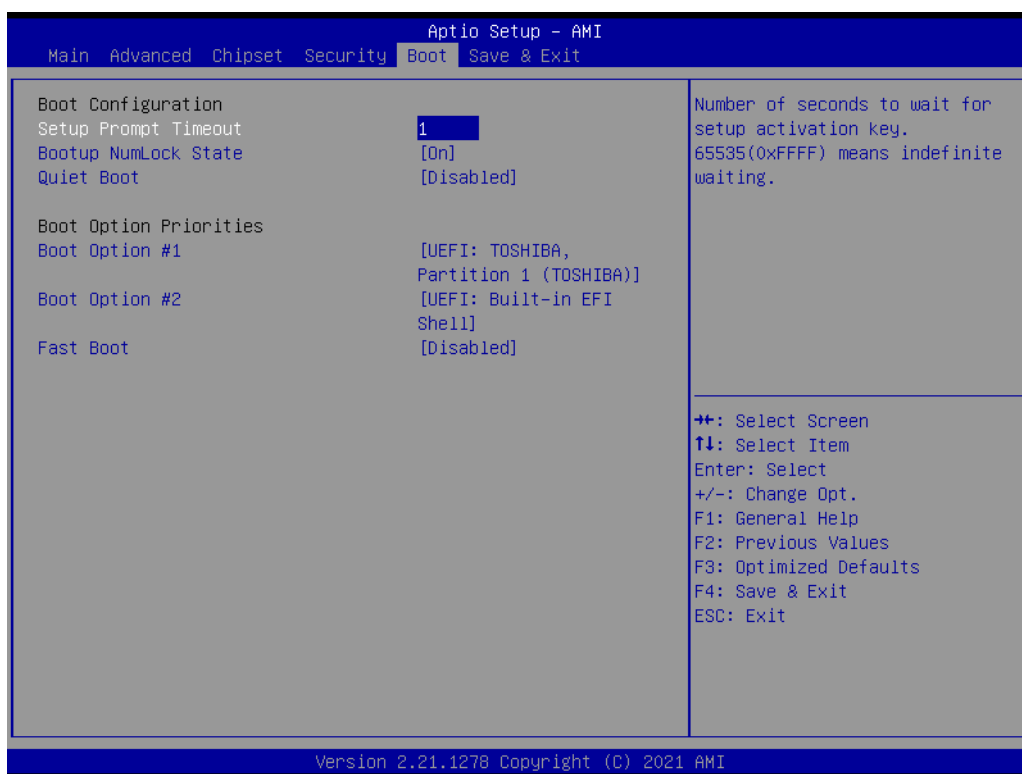 Aptio Setup – AMI
Main Advanced Chipset Security Boot Save & Exit
Boot Configuration
Setup Prompt Timeout 1
Bootup NumLock State [On]
Quiet Boot [Disabled]
Boot Option Priorities
Boot Option #1 [UEFI: TOSHIBA,
Partition 1 (TOSHIBA)]
Boot Option #2 [UEFI: Built-in EFI
Shell]
Fast Boot [Disabled]
Number of seconds to wait for
setup activation key.
65535(0xFFFF) means indefinite
waiting.
→←: Select Screen
↑↓: Select Item
Enter: Select
+/-: Change Opt.
F1: General Help
F2: Previous Values
F3: Optimized Defaults
F4: Save & Exit
ESC: Exit
Version 2.21.1278 Copyright (C) 2021 AMI